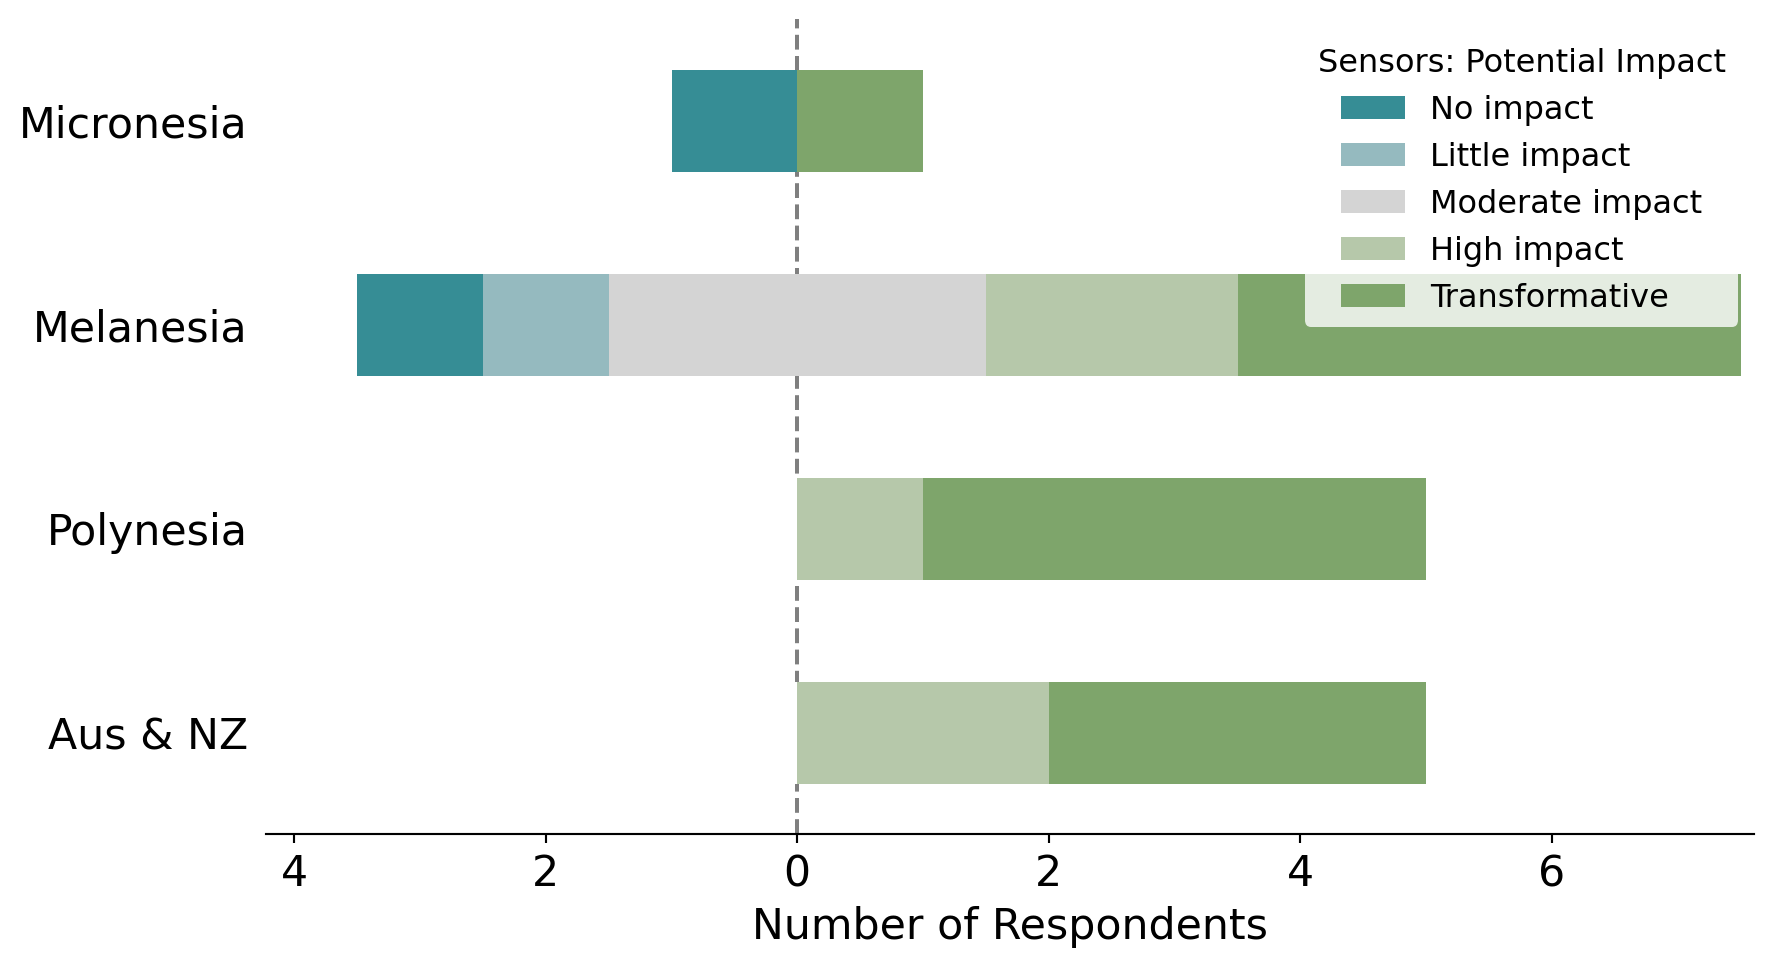 Sensors: Potential Impact
No impact
Little impact
Moderate impact
High impact
Transformative
Micronesia
Melanesia
Polynesia
Aus & NZ
4 2 0 2 4 6
Number of Respondents